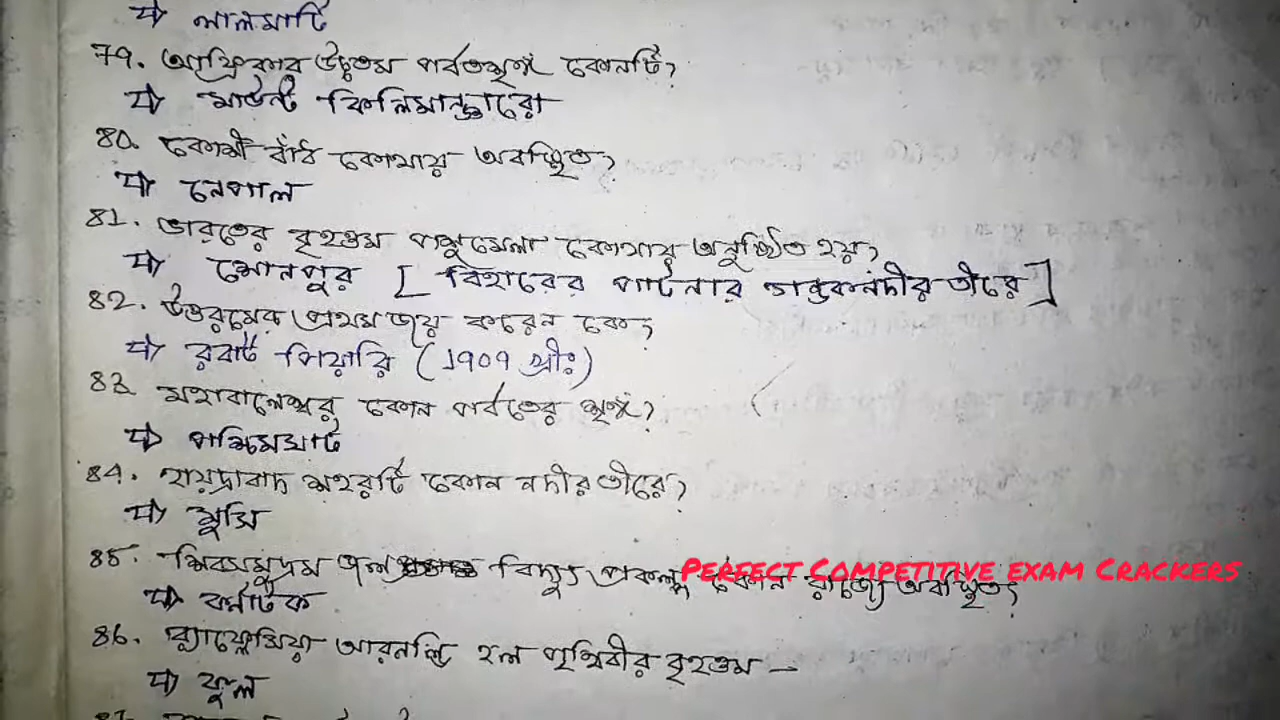 ⇒ লালমাটি
79. আফ্রিকার উচ্চতম পর্বতশৃঙ্গ কোনটি?
⇒ মাউন্ট কিলিমাঞ্জারো
80. কোশী বাঁধ কোথায় অবস্থিত?
⇒ নেপাল
81. ভারতের বৃহত্তম পশুমেলা কোথায় অনুষ্ঠিত হয়?
⇒ শোনপুর [বিহারের পাটনার গান্ডকনদীর তীরে]
82. উত্তরমেরু প্রথম জয় করেন কে?
⇒ রবার্ট পিয়ারি (1909 খ্রীঃ)
83. মহাবালেশ্বর কোন পর্বতের শৃঙ্গ?
⇒ পশ্চিমঘাট
84. হায়দ্রাবাদ শহরটি কোন নদীর তীরে?
⇒ মুসি
85. শিবসমুদ্রম জল বিদ্যুৎ প্রকল্প কোন রাজ্যে অবস্থিত?
PERFECT COMPETITIVE EXAM CRACKERS
⇒ কর্নাটক
86. র‍্যাফ্লেসিয়া আরনল্ডি হল পৃথিবীর বৃহত্তম —
⇒ ফুল